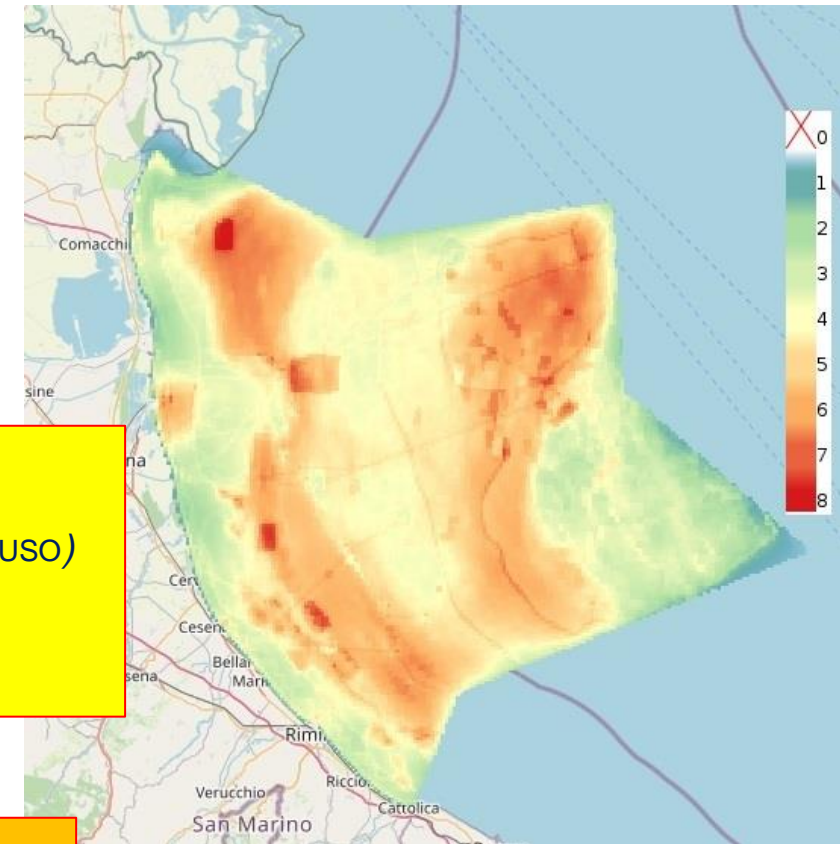 0
1
2
3
4
5
6
7
8
Comacchi
sine
na
USO)
Cer
Cesen
Bellar
Mari
sena
Rimi
Riccio
Verucchio
Cattolica
San Marino